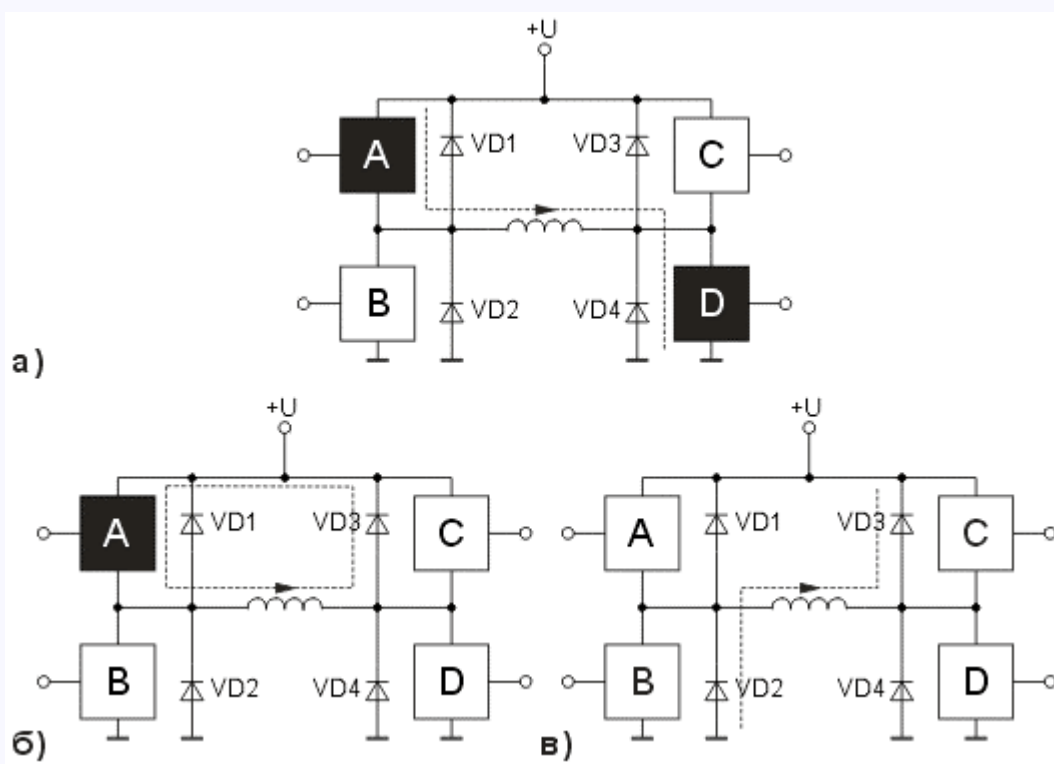 +U
A VD1 VD3 C
B VD2 VD4 D
а)
+U +U
A VD1 VD3 C A VD1 VD3 C
B VD2 VD4 D B VD2 VD4 D
б) в)